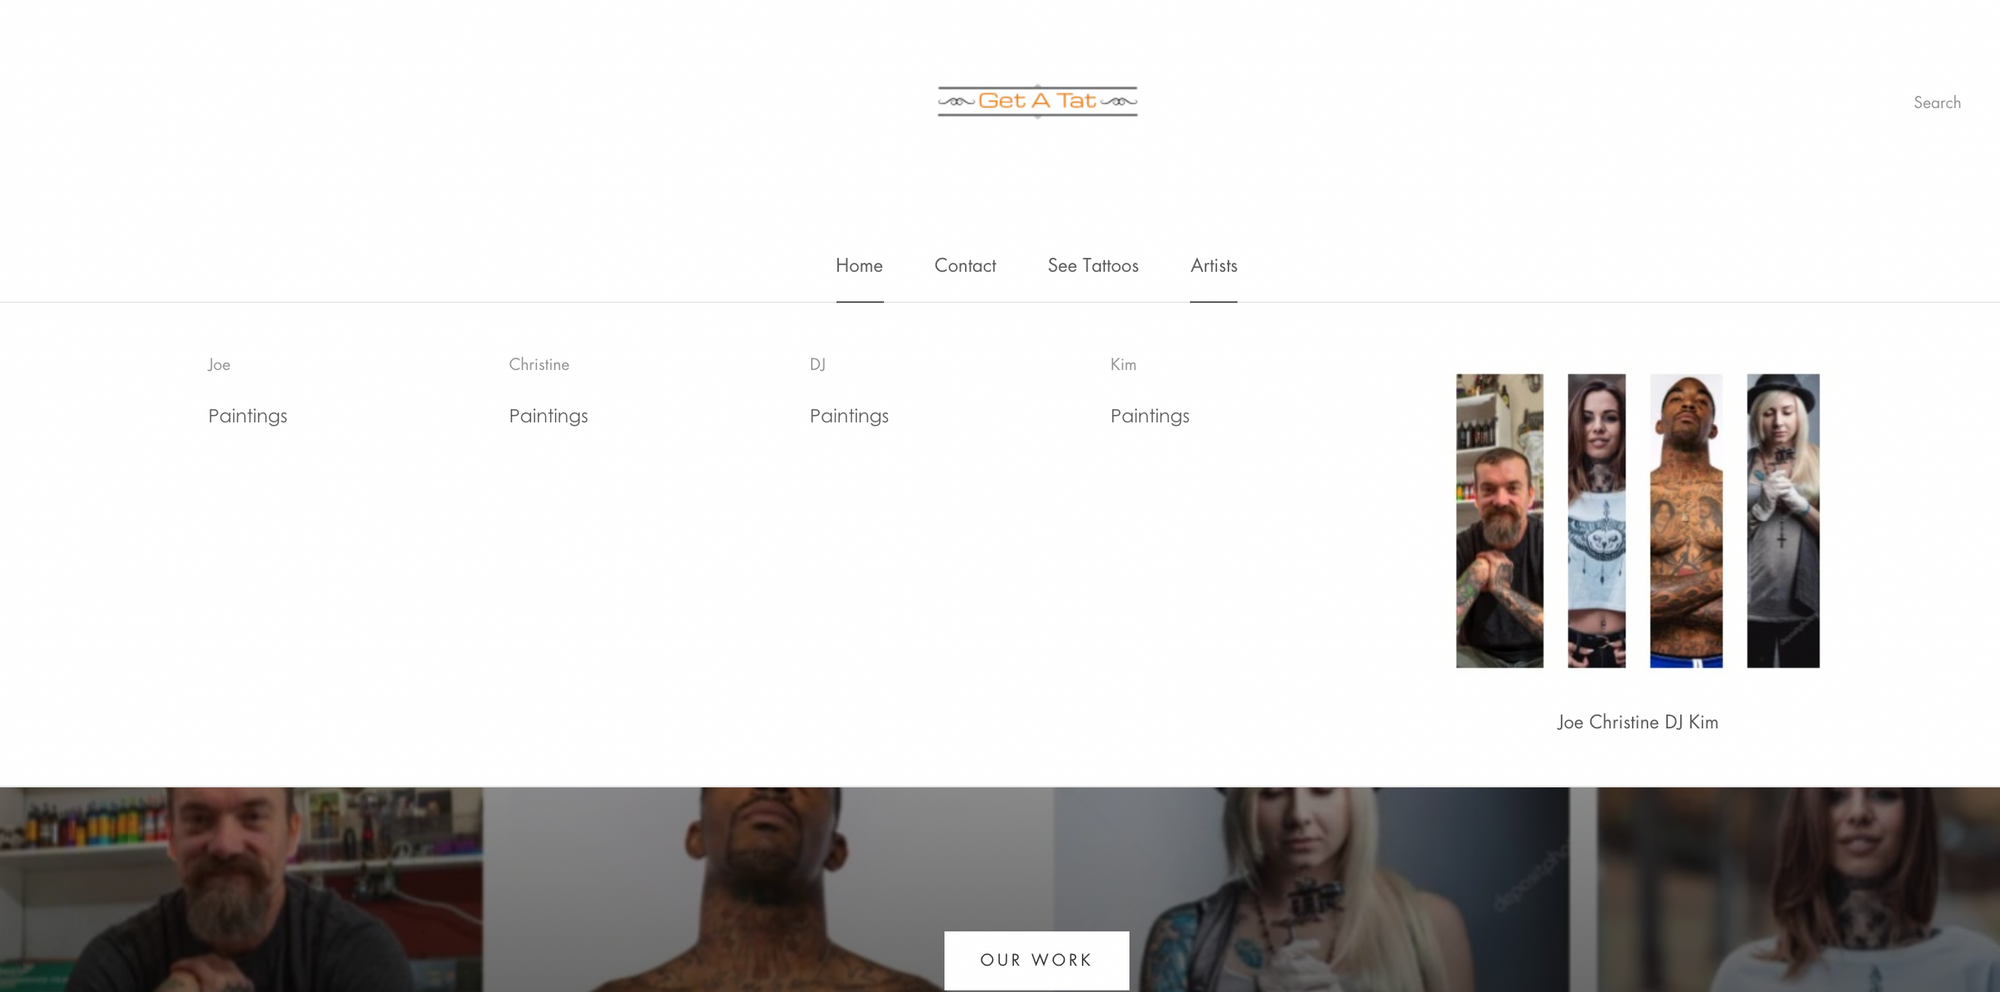 Get A Tat
Search
Home Contact See Tattoos Artists
Joe Christine DJ Kim
Paintings Paintings Paintings Paintings
Joe Christine DJ Kim
OUR WORK